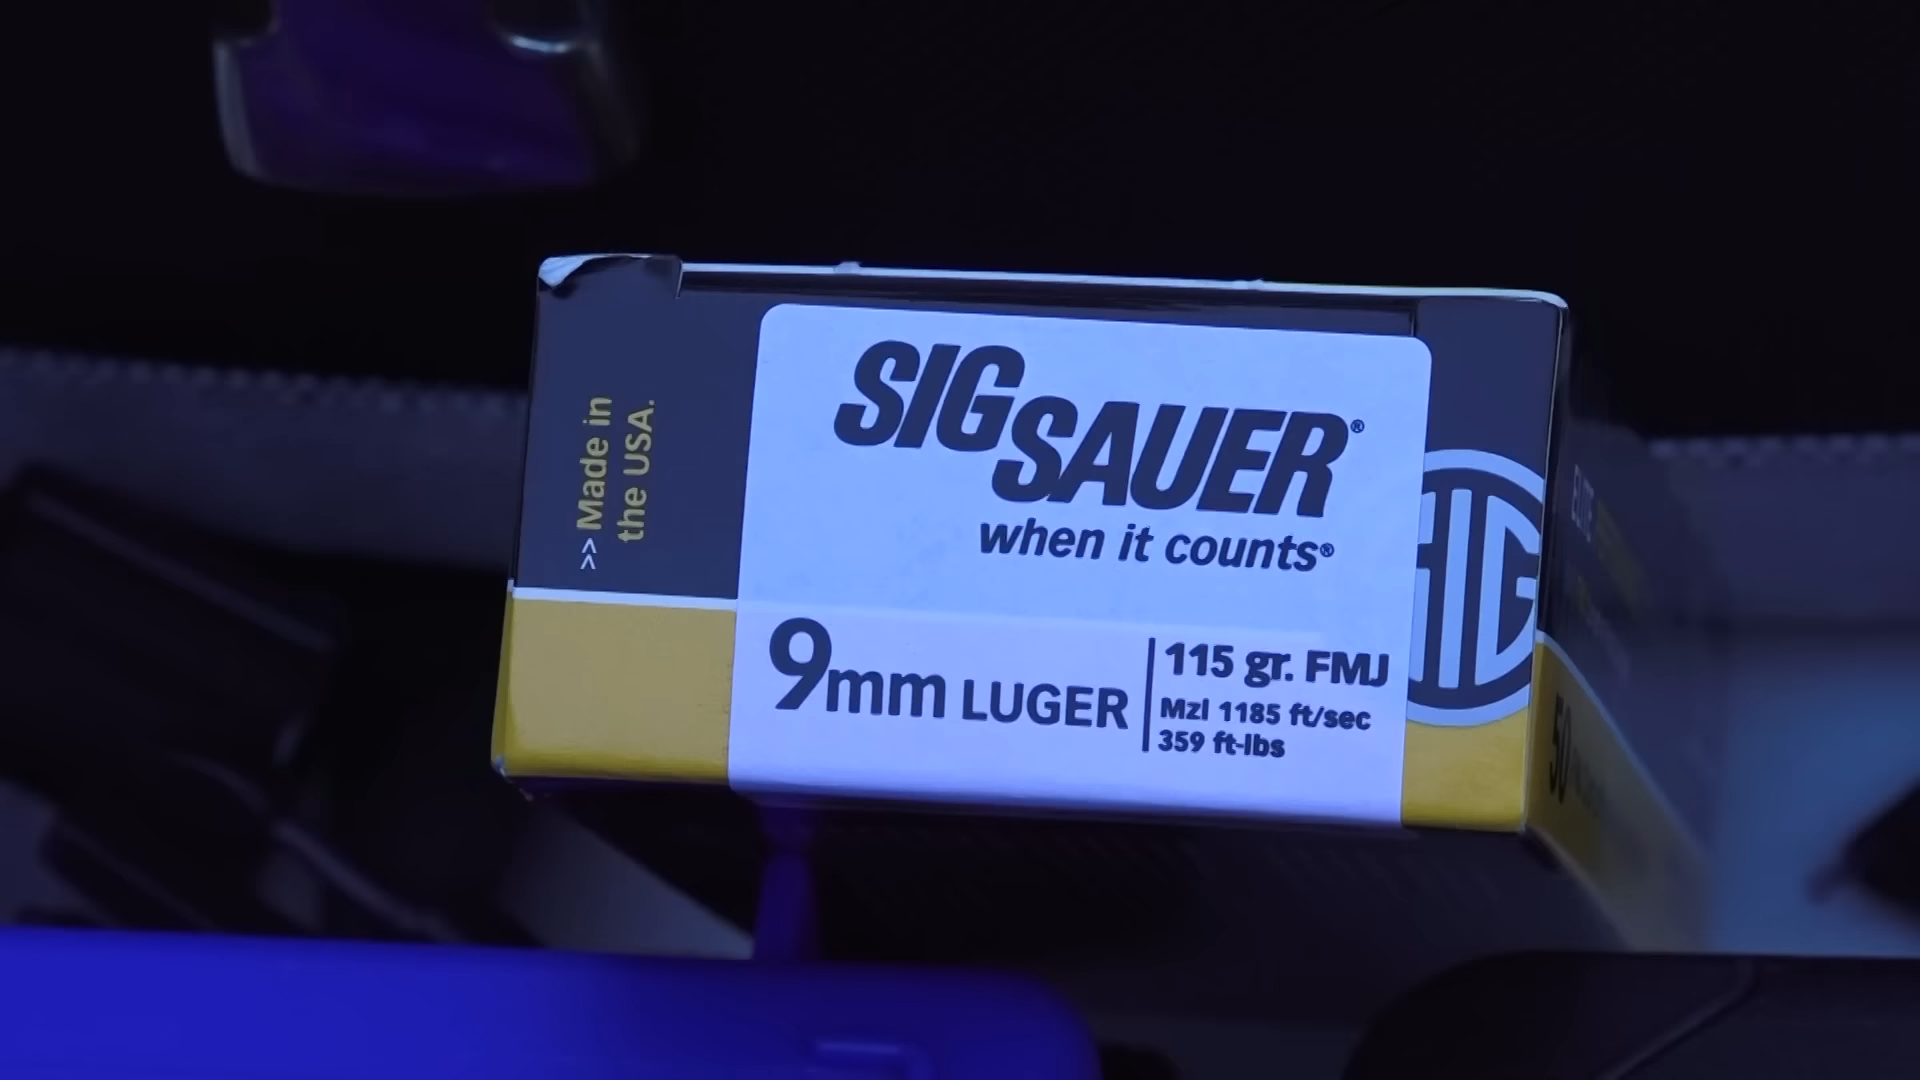 >> Made in
the USA.
SIG SAUER®
when it counts®
9mm LUGER
115 gr. FMJ
Mzl 1185 ft/sec
359 ft-lbs
ELITE
50